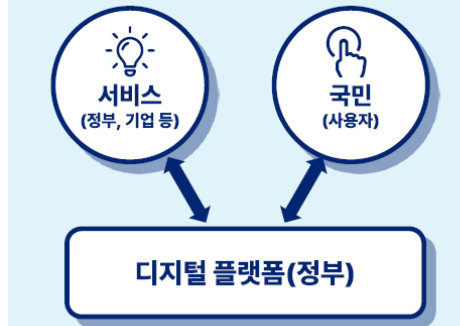 서비스
(정부, 기업 등)
국민
(사용자)
디지털 플랫폼(정부)